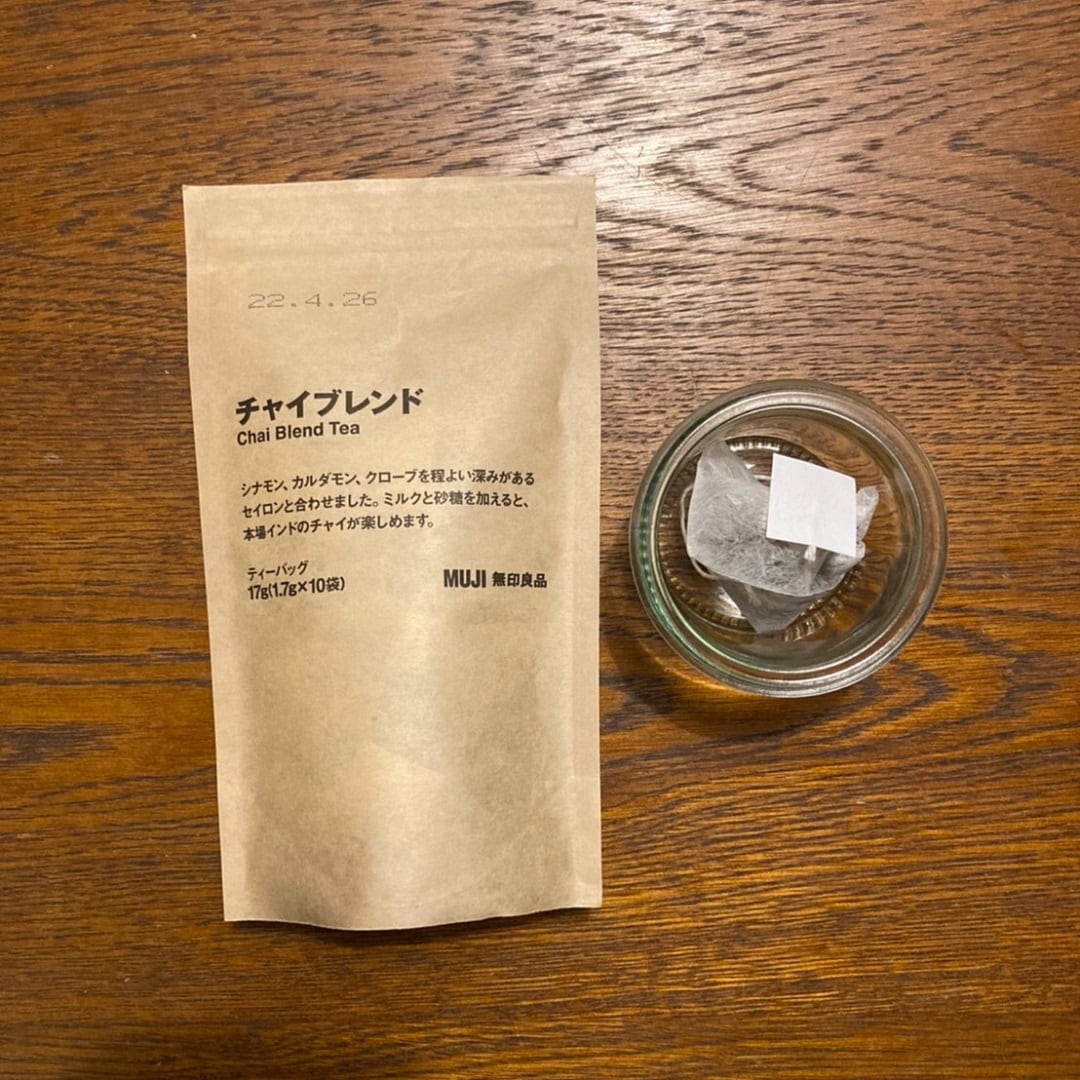 22.4.26
チャイブレンド
Chai Blend Tea
シナモン、カルダモン、クローブを程よい深みがある
セイロンと合わせました。ミルクと砂糖を加えると、
本場インドのチャイが楽しめます。
ティーバッグ
17g(1.7g×10袋)
MUJI 無印良品